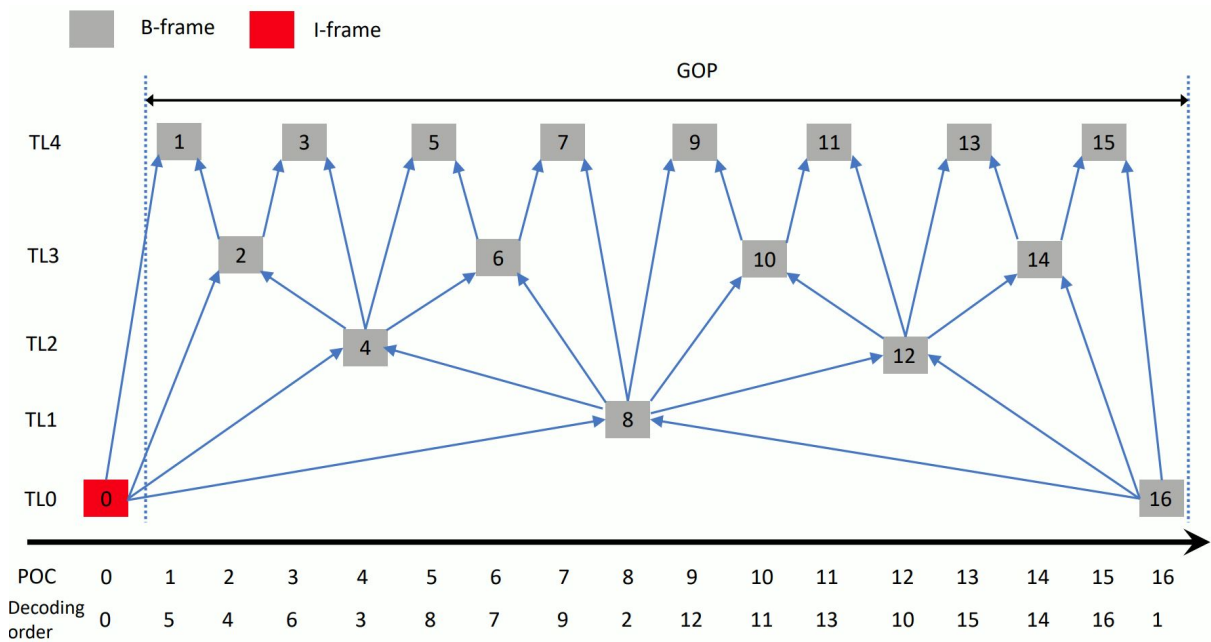 B-frame I-frame
GOP
TL4 1 3 5 7 9 11 13 15
TL3 2 6 10 14
TL2 4 12
TL1 8
TL0 0 16
POC 0 1 2 3 4 5 6 7 8 9 10 11 12 13 14 15 16
Decoding
order 0 5 4 6 3 8 7 9 2 12 11 13 10 15 14 16 1